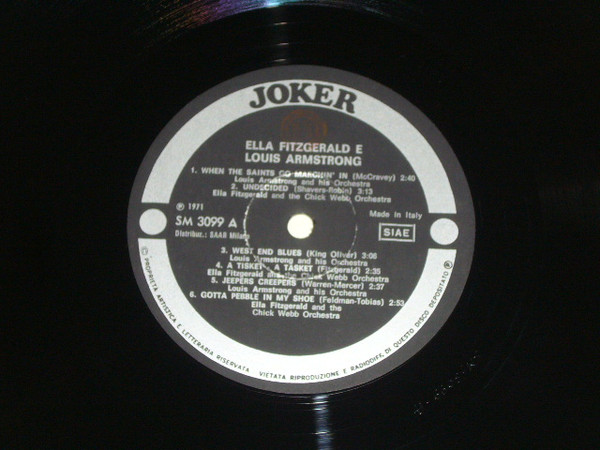 JOKER
ELLA FITZGERALD E
LOUIS ARMSTRONG
1. WHEN THE SAINTS GO MARCHIN' IN (McCravey) 2:40
Louis Armstrong and his Orchestra
2. UNDECIDED (Shavers-Robin) 3:13
Ella Fitzgerald and the Chick Webb Orchestra
℗ 1971
SM 3099 A
Distribuz.: SAAR Milano
Made in Italy
SIAE
3. WEST END BLUES (King Oliver) 3:06
Louis Armstrong and his Orchestra
4. A TISKET - A TASKET (Fitzgerald) 2:35
Ella Fitzgerald and the Chick Webb Orchestra
5. JEEPERS CREEPERS (Warren-Mercer) 2:37
Louis Armstrong and his Orchestra
6. GOTTA PEBBLE IN MY SHOE (Feldman-Tobias) 2:53
Ella Fitzgerald and the
Chick Webb Orchestra
© PROPRIETA ARTISTICA E LETTERARIA RISERVATA - VIETATA RIPRODUZIONE E RADIODIFF. DI QUESTO DISCO DEPOSITATO ℗